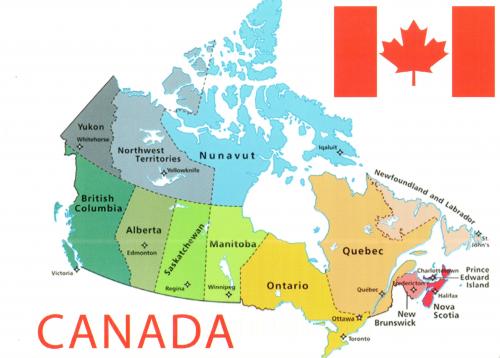 Yukon
Whitehorse
Northwest
Territories
Yellowknife
Nunavut
Iqaluit
Newfoundland and Labrador
St.
John's
British
Columbia
Victoria
Alberta
Edmonton
Saskatchewan
Regina
Manitoba
Winnipeg
Ontario
Ottawa
Toronto
Quebec
Québec
Charlottetown
Prince
Edward
Island
Fredericton
Halifax
New
Brunswick
Nova
Scotia
CANADA